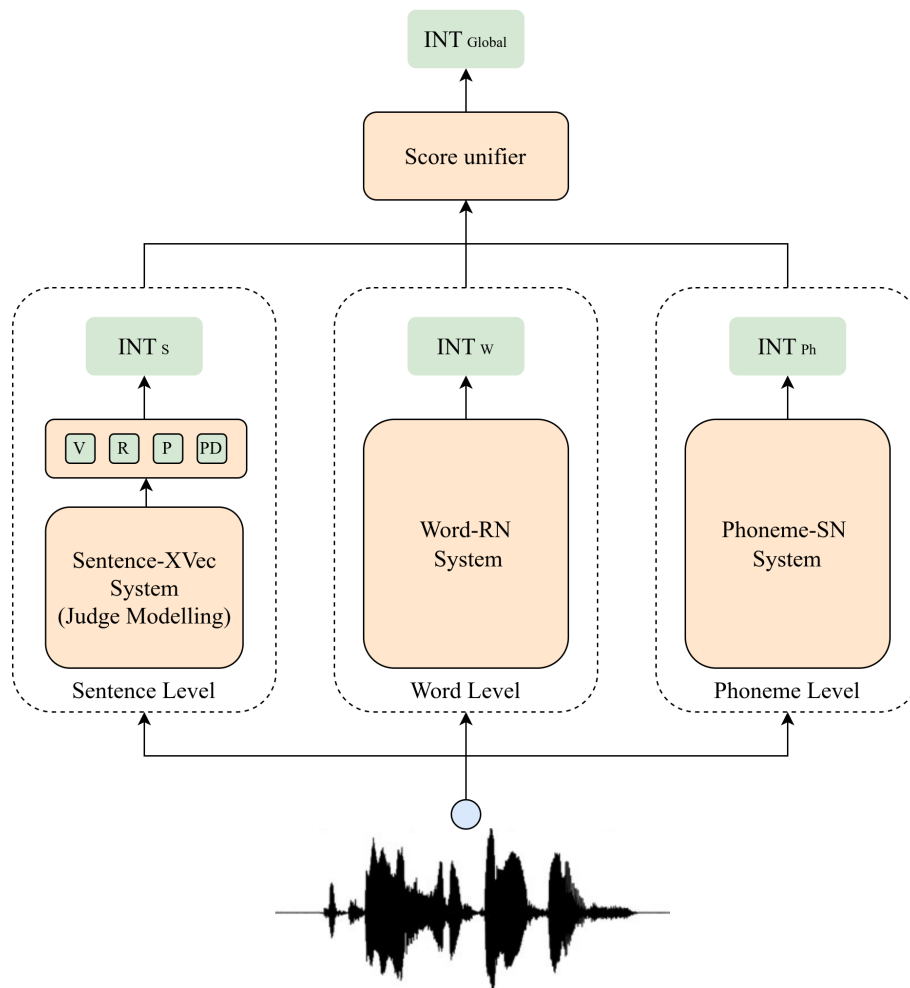 INT Global
Score unifier
INT S
INT W
INT Ph
V R P PD
Sentence-XVec
System
(Judge Modelling)
Word-RN
System
Phoneme-SN
System
Sentence Level
Word Level
Phoneme Level